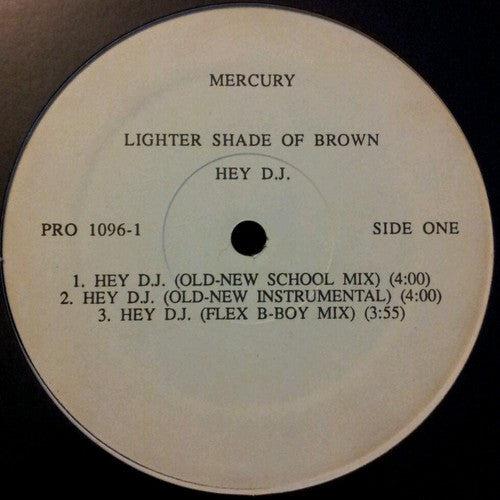 MERCURY
LIGHTER SHADE OF BROWN
HEY D.J.
PRO 1096-1 SIDE ONE
1. HEY D.J. (OLD-NEW SCHOOL MIX) (4:00)
2. HEY D.J. (OLD-NEW INSTRUMENTAL) (4:00)
3. HEY D.J. (FLEX B-BOY MIX) (3:55)